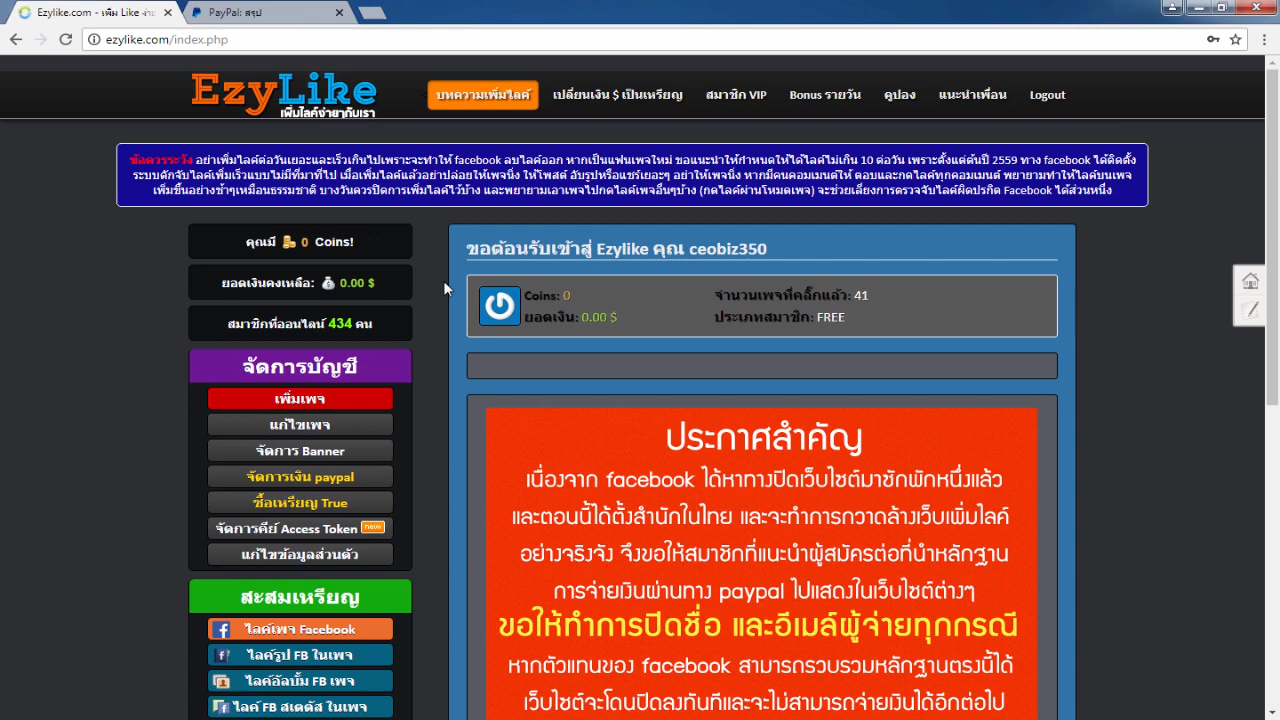 Ezylike.com - เพิ่ม Like ง่าย
PayPal: สรุป
ezylike.com/index.php
EzyLike
เพิ่มไลค์ง่ายๆกับเรา
บทความเพิ่มไลค์
เปลี่ยนเงิน $ เป็นเหรียญ
สมาชิก VIP
Bonus รายวัน
คูปอง
แนะนำเพื่อน
Logout
ข้อควรระวัง อย่าเพิ่มไลค์ต่อวันเยอะและเร็วเกินไปเพราะจะทำให้ facebook ลบไลค์ออก หากเป็นแฟนเพจใหม่ ขอแนะนำให้กำหนดให้ได้ไลค์ไม่เกิน 10 ต่อวัน เพราะตั้งแต่ต้นปี 2559 ทาง facebook ได้ติดตั้ง
ระบบดักจับไลค์เพิ่มเร็วแบบไม่มีที่มาที่ไป เมื่อเพิ่มไลค์แล้วอย่าปล่อยให้เพจนิ่ง ให้โพสต์ อับรูปหรือแชร์เยอะๆ อย่าให้เพจนิ่ง หากมีคนคอมเมนต์ให้ ตอบและกดไลค์ทุกคอมเมนต์ พยายามทำให้ไลค์บนเพจ
เพิ่มขึ้นอย่างช้าๆเหมือนธรรมชาติ บางวันควรปิดการเพิ่มไลค์ไว้บ้าง และพยายามเอาเพจไปกดไลค์เพจอื่นๆบ้าง (กดไลค์ผ่านโหมดเพจ) จะช่วยเลี่ยงการตรวจจับไลค์ผิดปรกิต Facebook ได้ส่วนหนึ่ง
คุณมี 0 Coins!
ยอดเงินคงเหลือ: 0.00 $
สมาชิกที่ออนไลน์ 434 คน
จัดการบัญชี
เพิ่มเพจ
แก้ไขเพจ
จัดการ Banner
จัดการเงิน paypal
ซื้อเหรียญ True
จัดการคีย์ Access Token new
แก้ไขข้อมูลส่วนตัว
สะสมเหรียญ
ไลค์เพจ Facebook
ไลค์รูป FB ในเพจ
ไลค์อัลบั้ม FB เพจ
ไลค์ FB สเตตัส ในเพจ
ขอต้อนรับเข้าสู่ Ezylike คุณ ceobiz350
Coins: 0
จำนวนเพจที่คลิ๊กแล้ว: 41
ยอดเงิน: 0.00 $
ประเภทสมาชิก: FREE
ประกาศสำคัญ
เนื่องจาก facebook ได้หาทางปิดเว็บไซต์มาซักพักหนึ่งแล้ว
และตอนนี้ได้ตั้งสำนักในไทย และจะทำการกวาดล้างเว็บเพิ่มไลค์
อย่างจริงจัง จึงขอให้สมาชิกที่แนะนำผู้สมัครต่อที่นำหลักฐาน
การจ่ายเงินผ่านทาง paypal ไปแสดงในเว็บไซต์ต่างๆ
ขอให้ทำการปิดชื่อ และอีเมล์ผู้จ่ายทุกกรณี
หากตัวแทนของ facebook สามารถรวบรวมหลักฐานตรงนี้ได้
เว็บไซต์จะโดนปิดลงทันทีและจะไม่สามารถจ่ายเงินได้อีกต่อไป